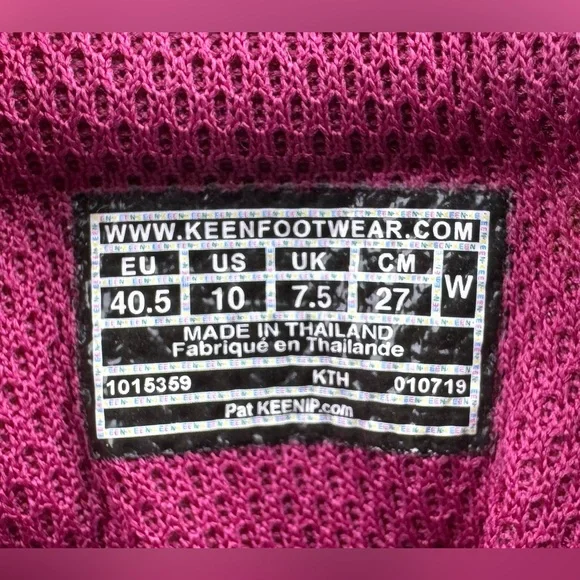 WWW.KEENFOOTWEAR.COM
EU US UK CM W
40.5 10 7.5 27
MADE IN THAILAND
Fabriqué en Thaïlande
1015359 KTH 010719
Pat KEENIP.com